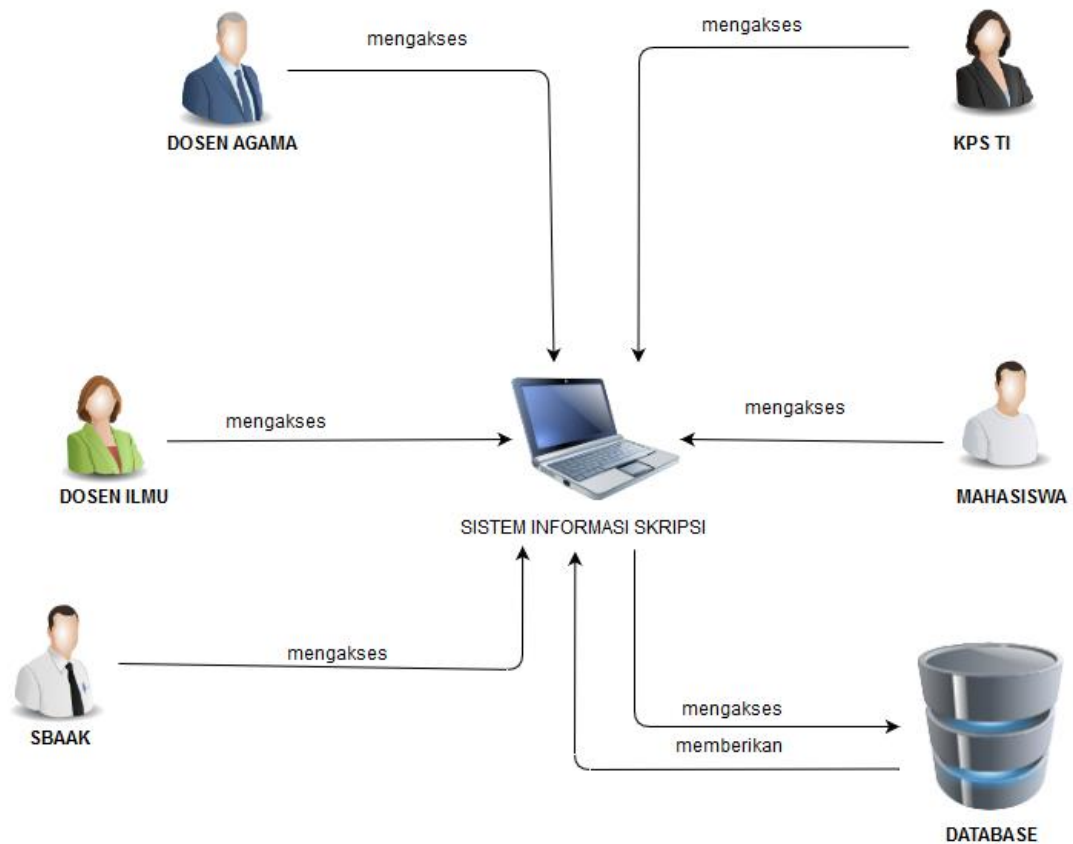 mengakses
mengakses
DOSEN AGAMA
KPS TI
mengakses
mengakses
DOSEN ILMU
MAHASISWA
SISTEM INFORMASI SKRIPSI
mengakses
SBAAK
mengakses
memberikan
DATABASE